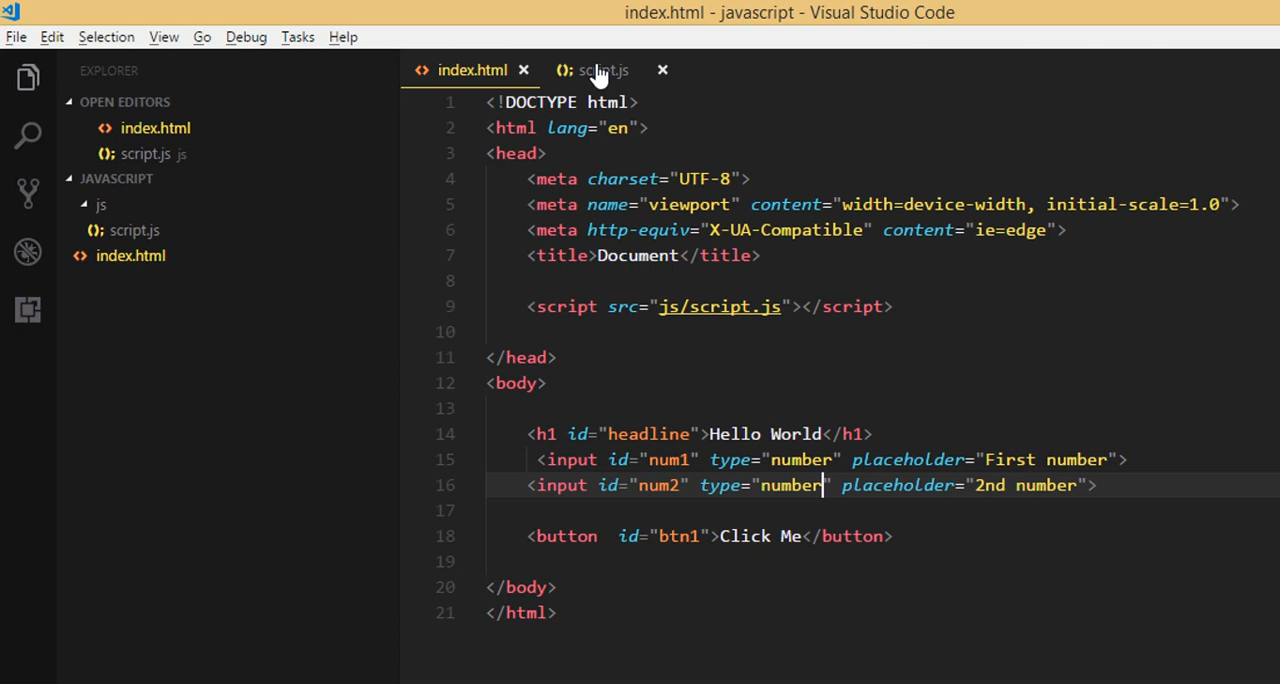 index.html - javascript - Visual Studio Code
File Edit Selection View Go Debug Tasks Help
EXPLORER
OPEN EDITORS
index.html
script.js js
JAVASCRIPT
js
script.js
index.html
index.html script.js
1 <!DOCTYPE html>
2 <html lang="en">
3 <head>
4 <meta charset="UTF-8">
5 <meta name="viewport" content="width=device-width, initial-scale=1.0">
6 <meta http-equiv="X-UA-Compatible" content="ie=edge">
7 <title>Document</title>
8
9 <script src="js/script.js"></script>
10
11 </head>
12 <body>
13
14 <h1 id="headline">Hello World</h1>
15 <input id="num1" type="number" placeholder="First number">
16 <input id="num2" type="number" placeholder="2nd number">
17
18 <button  id="btn1">Click Me</button>
19
20 </body>
21 </html>